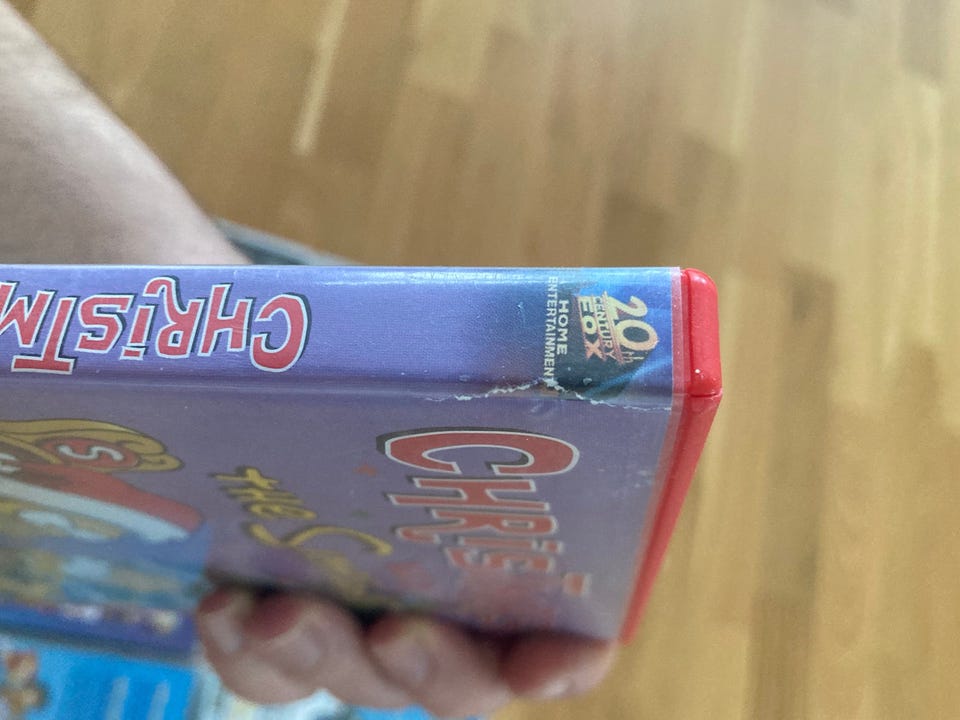 20th
CENTURY
FOX
HOME
ENTERTAINMENT
CHRiSTM
CHRiST
THE